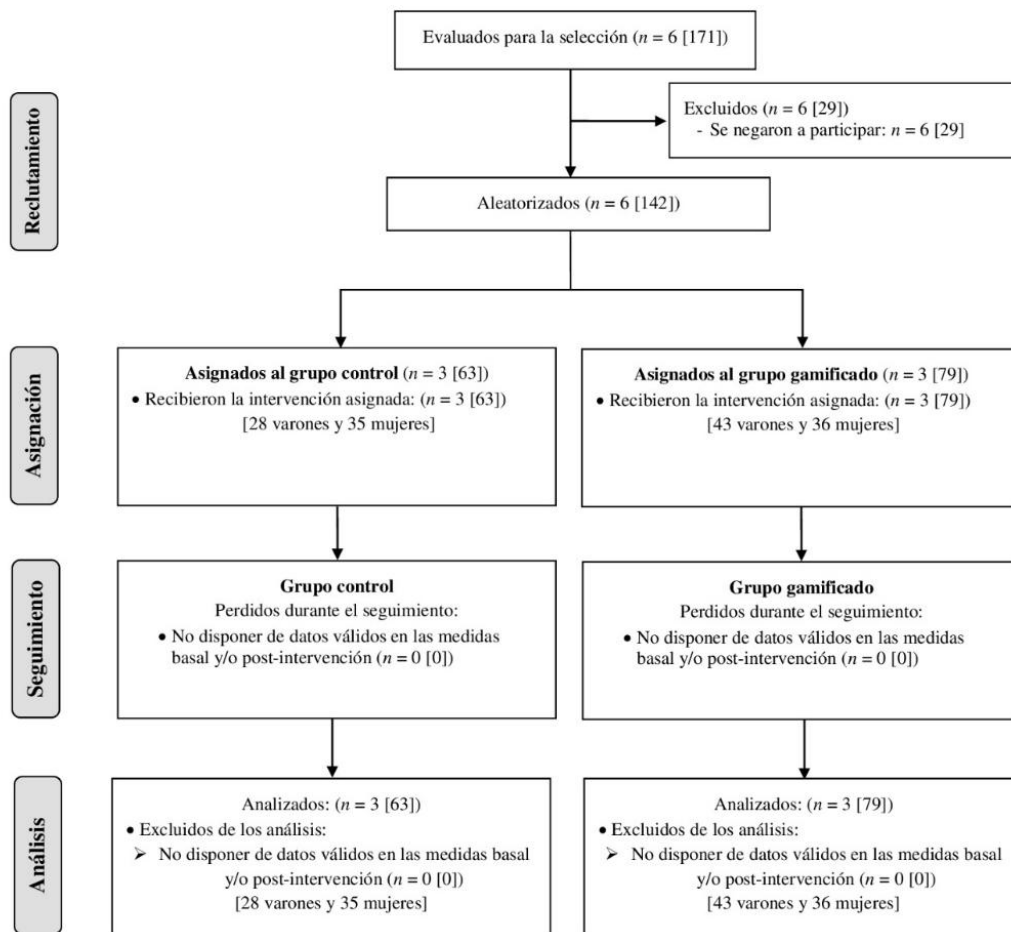 Evaluados para la selección (n = 6 [171])
Reclutamiento
Excluidos (n = 6 [29])
- Se negaron a participar: n = 6 [29]
Aleatorizados (n = 6 [142])
Asignación
Asignados al grupo control (n = 3 [63])
• Recibieron la intervención asignada: (n = 3 [63])
[28 varones y 35 mujeres]
Asignados al grupo gamificado (n = 3 [79])
• Recibieron la intervención asignada: (n = 3 [79])
[43 varones y 36 mujeres]
Seguimiento
Grupo control
Perdidos durante el seguimiento:
• No disponer de datos válidos en las medidas
basal y/o post-intervención (n = 0 [0])
Grupo gamificado
Perdidos durante el seguimiento:
• No disponer de datos válidos en las medidas
basal y/o post-intervención (n = 0 [0])
Análisis
Analizados: (n = 3 [63])
• Excluidos de los análisis:
➢ No disponer de datos válidos en las medidas basal
y/o post-intervención (n = 0 [0])
[28 varones y 35 mujeres]
Analizados: (n = 3 [79])
• Excluidos de los análisis:
➢ No disponer de datos válidos en las medidas basal
y/o post-intervención (n = 0 [0])
[43 varones y 36 mujeres]